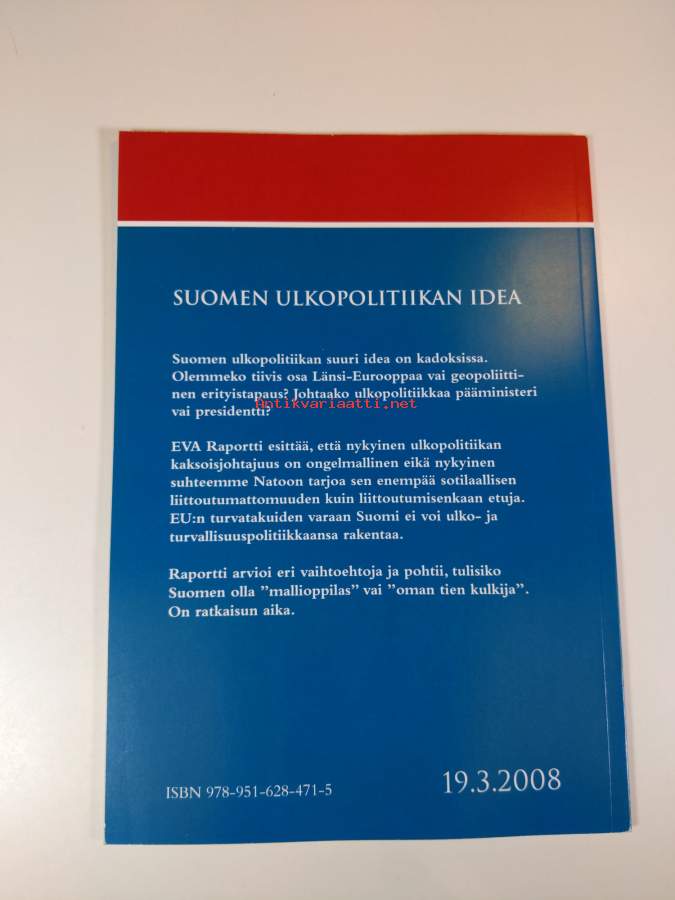 SUOMEN ULKOPOLITIIKAN IDEA
Suomen ulkopolitiikan suuri idea on kadoksissa.
Olemmeko tiivis osa Länsi-Eurooppaa vai geopoliitti-
nen erityistapaus? Johtaako ulkopolitiikkaa pääministeri
vai presidentti?
Antikvariaatti.net
EVA Raportti esittää, että nykyinen ulkopolitiikan
kaksoisjohtajuus on ongelmallinen eikä nykyinen
suhteemme Natoon tarjoa sen enempää sotilaallisen
liittoutumattomuuden kuin liittoutumisenkaan etuja.
EU:n turvatakuiden varaan Suomi ei voi ulko- ja
turvallisuuspolitiikkaansa rakentaa.
Raportti arvioi eri vaihtoehtoja ja pohtii, tulisiko
Suomen olla ”mallioppilas” vai ”oman tien kulkija”.
On ratkaisun aika.
ISBN 978-951-628-471-5
19.3.2008